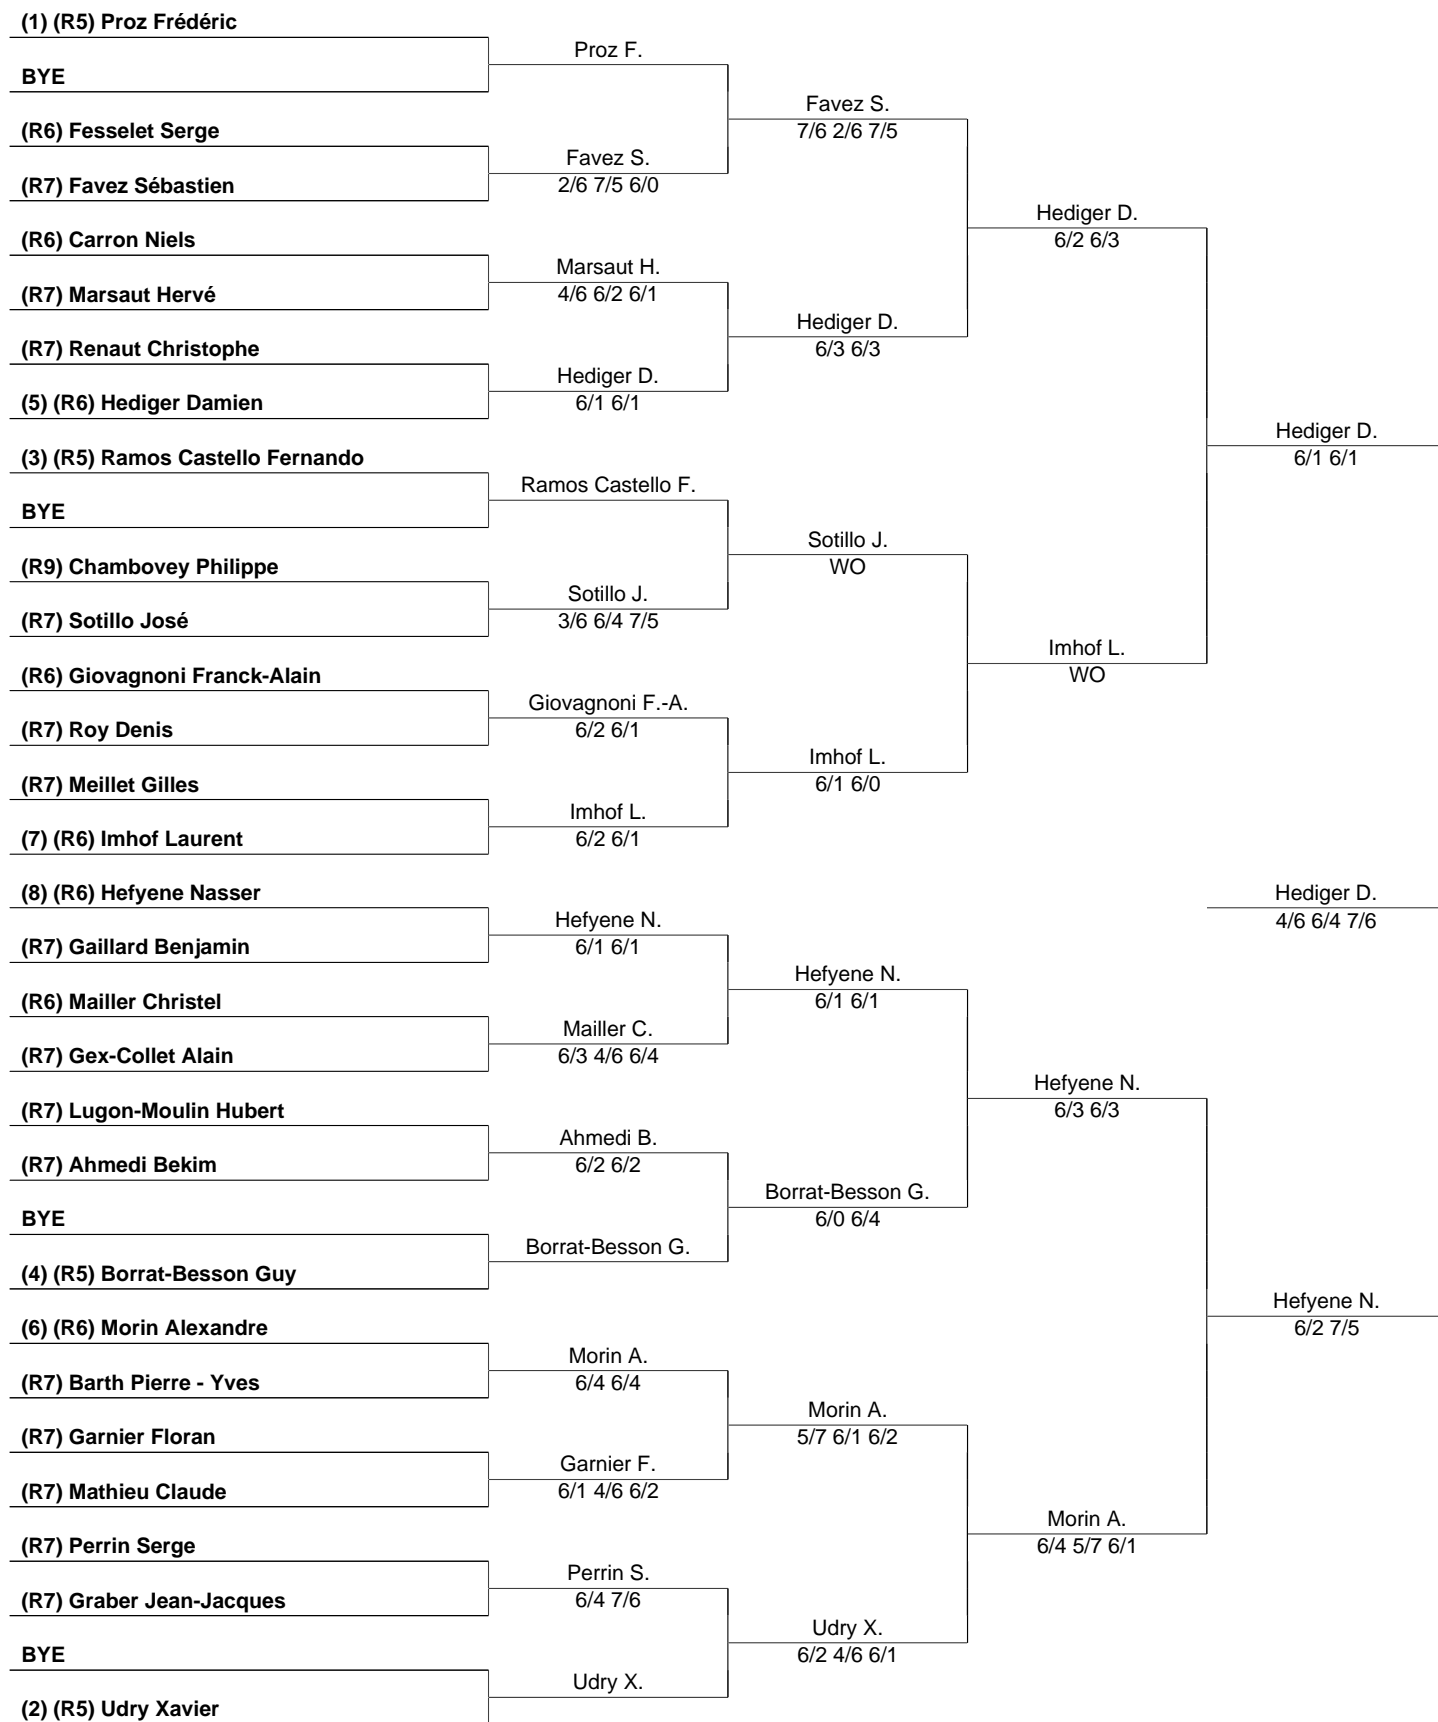 (1) (R5) Proz Frédéric
BYE
(R6) Fesselet Serge
(R7) Favez Sébastien
(R6) Carron Niels
(R7) Marsaut Hervé
(R7) Renaut Christophe
(5) (R6) Hediger Damien
(3) (R5) Ramos Castello Fernando
BYE
(R9) Chambovey Philippe
(R7) Sotillo José
(R6) Giovagnoni Franck-Alain
(R7) Roy Denis
(R7) Meillet Gilles
(7) (R6) Imhof Laurent
(8) (R6) Hefyene Nasser
(R7) Gaillard Benjamin
(R6) Mailler Christel
(R7) Gex-Collet Alain
(R7) Lugon-Moulin Hubert
(R7) Ahmedi Bekim
BYE
(4) (R5) Borrat-Besson Guy
(6) (R6) Morin Alexandre
(R7) Barth Pierre - Yves
(R7) Garnier Floran
(R7) Mathieu Claude
(R7) Perrin Serge
(R7) Graber Jean-Jacques
BYE
(2) (R5) Udry Xavier
Proz F.
Favez S.
2/6 7/5 6/0
Marsaut H.
4/6 6/2 6/1
Hediger D.
6/1 6/1
Ramos Castello F.
Sotillo J.
3/6 6/4 7/5
Giovagnoni F.-A.
6/2 6/1
Imhof L.
6/2 6/1
Hefyene N.
6/1 6/1
Mailler C.
6/3 4/6 6/4
Ahmedi B.
6/2 6/2
Borrat-Besson G.
Morin A.
6/4 6/4
Garnier F.
6/1 4/6 6/2
Perrin S.
6/4 7/6
Udry X.
Favez S.
7/6 2/6 7/5
Hediger D.
6/3 6/3
Sotillo J.
WO
Imhof L.
6/1 6/0
Hefyene N.
6/1 6/1
Borrat-Besson G.
6/0 6/4
Morin A.
5/7 6/1 6/2
Udry X.
6/2 4/6 6/1
Hediger D.
6/2 6/3
Imhof L.
WO
Hefyene N.
6/3 6/3
Morin A.
6/4 5/7 6/1
Hediger D.
6/1 6/1
Hediger D.
4/6 6/4 7/6
Hefyene N.
6/2 7/5